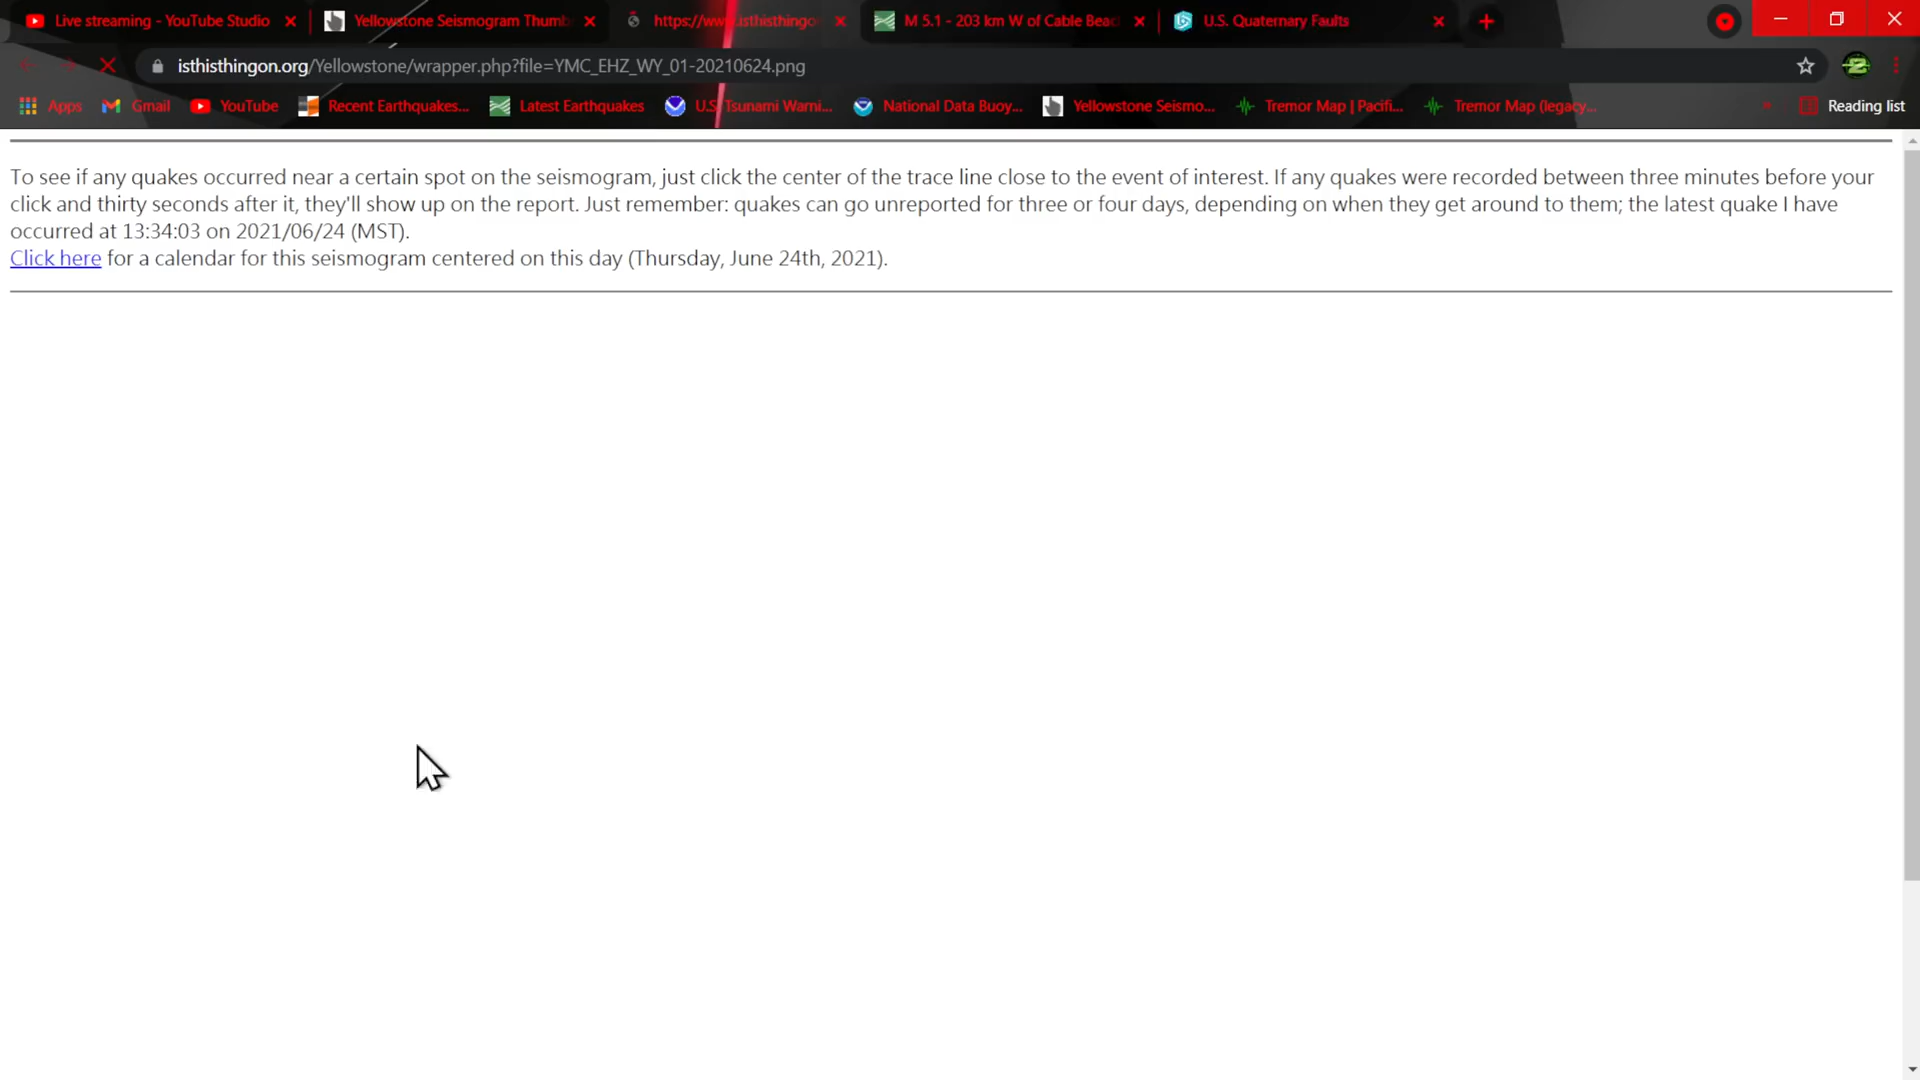 Live streaming - YouTube Studio
Yellowstone Seismogram Thumb
https://www.isthisthingo
M 5.1 - 203 km W of Cable Beac
U.S. Quaternary Faults
isthisthingon.org/Yellowstone/wrapper.php?file=YMC_EHZ_WY_01-20210624.png
Apps
Gmail
YouTube
Recent Earthquakes...
Latest Earthquakes
U.S. Tsunami Warni...
National Data Buoy...
Yellowstone Seismo...
Tremor Map | Pacifi...
Tremor Map (legacy...
Reading list
To see if any quakes occurred near a certain spot on the seismogram, just click the center of the trace line close to the event of interest. If any quakes were recorded between three minutes before your
click and thirty seconds after it, they'll show up on the report. Just remember: quakes can go unreported for three or four days, depending on when they get around to them; the latest quake I have
occurred at 13:34:03 on 2021/06/24 (MST).
Click here for a calendar for this seismogram centered on this day (Thursday, June 24th, 2021).